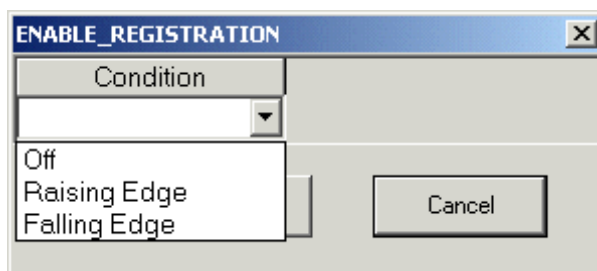 ENABLE_REGISTRATION
Condition
Off
Raising Edge
Falling Edge
Cancel